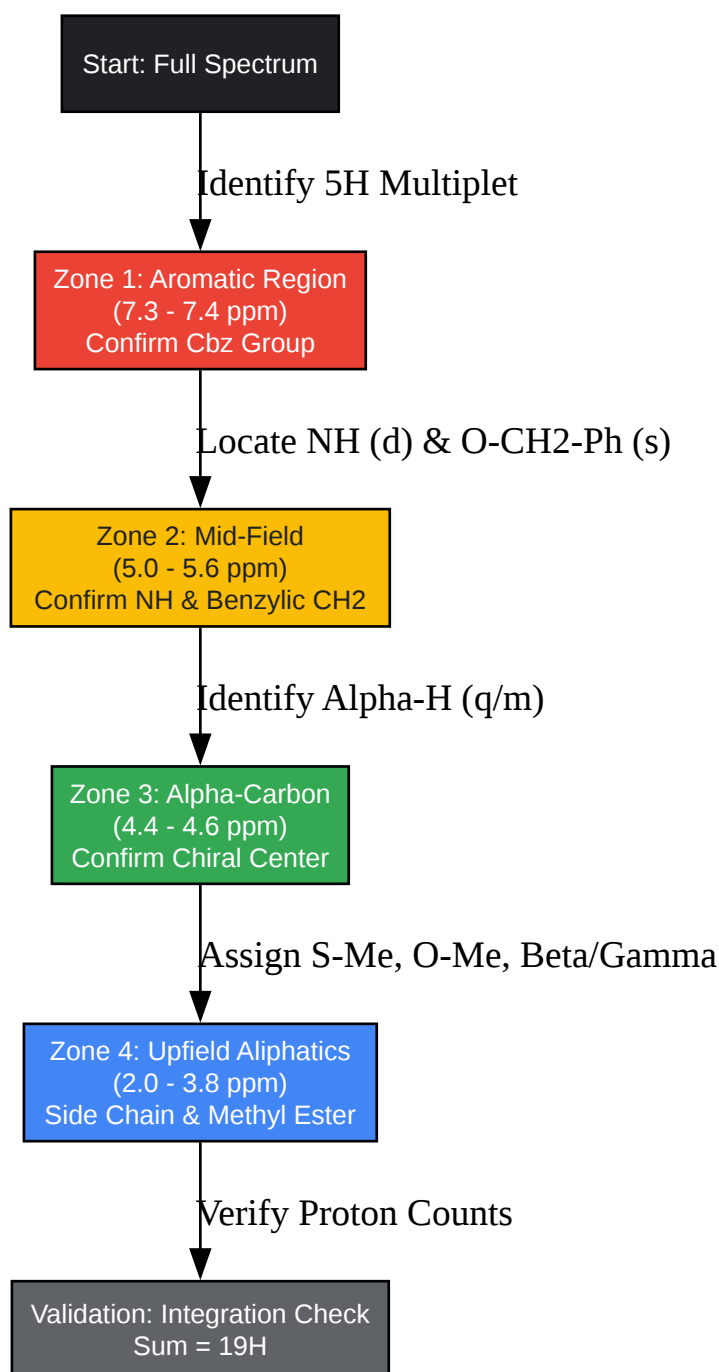 Start: Full Spectrum
Identify 5H Multiplet
Zone 1: Aromatic Region
(7.3 - 7.4 ppm)
Confirm Cbz Group
Locate NH (d) & O-CH2-Ph (s)
Zone 2: Mid-Field
(5.0 - 5.6 ppm)
Confirm NH & Benzylic CH2
Identify Alpha-H (q/m)
Zone 3: Alpha-Carbon
(4.4 - 4.6 ppm)
Confirm Chiral Center
Assign S-Me, O-Me, Beta/Gamma
Zone 4: Upfield Aliphatics
(2.0 - 3.8 ppm)
Side Chain & Methyl Ester
Verify Proton Counts
Validation: Integration Check
Sum = 19H